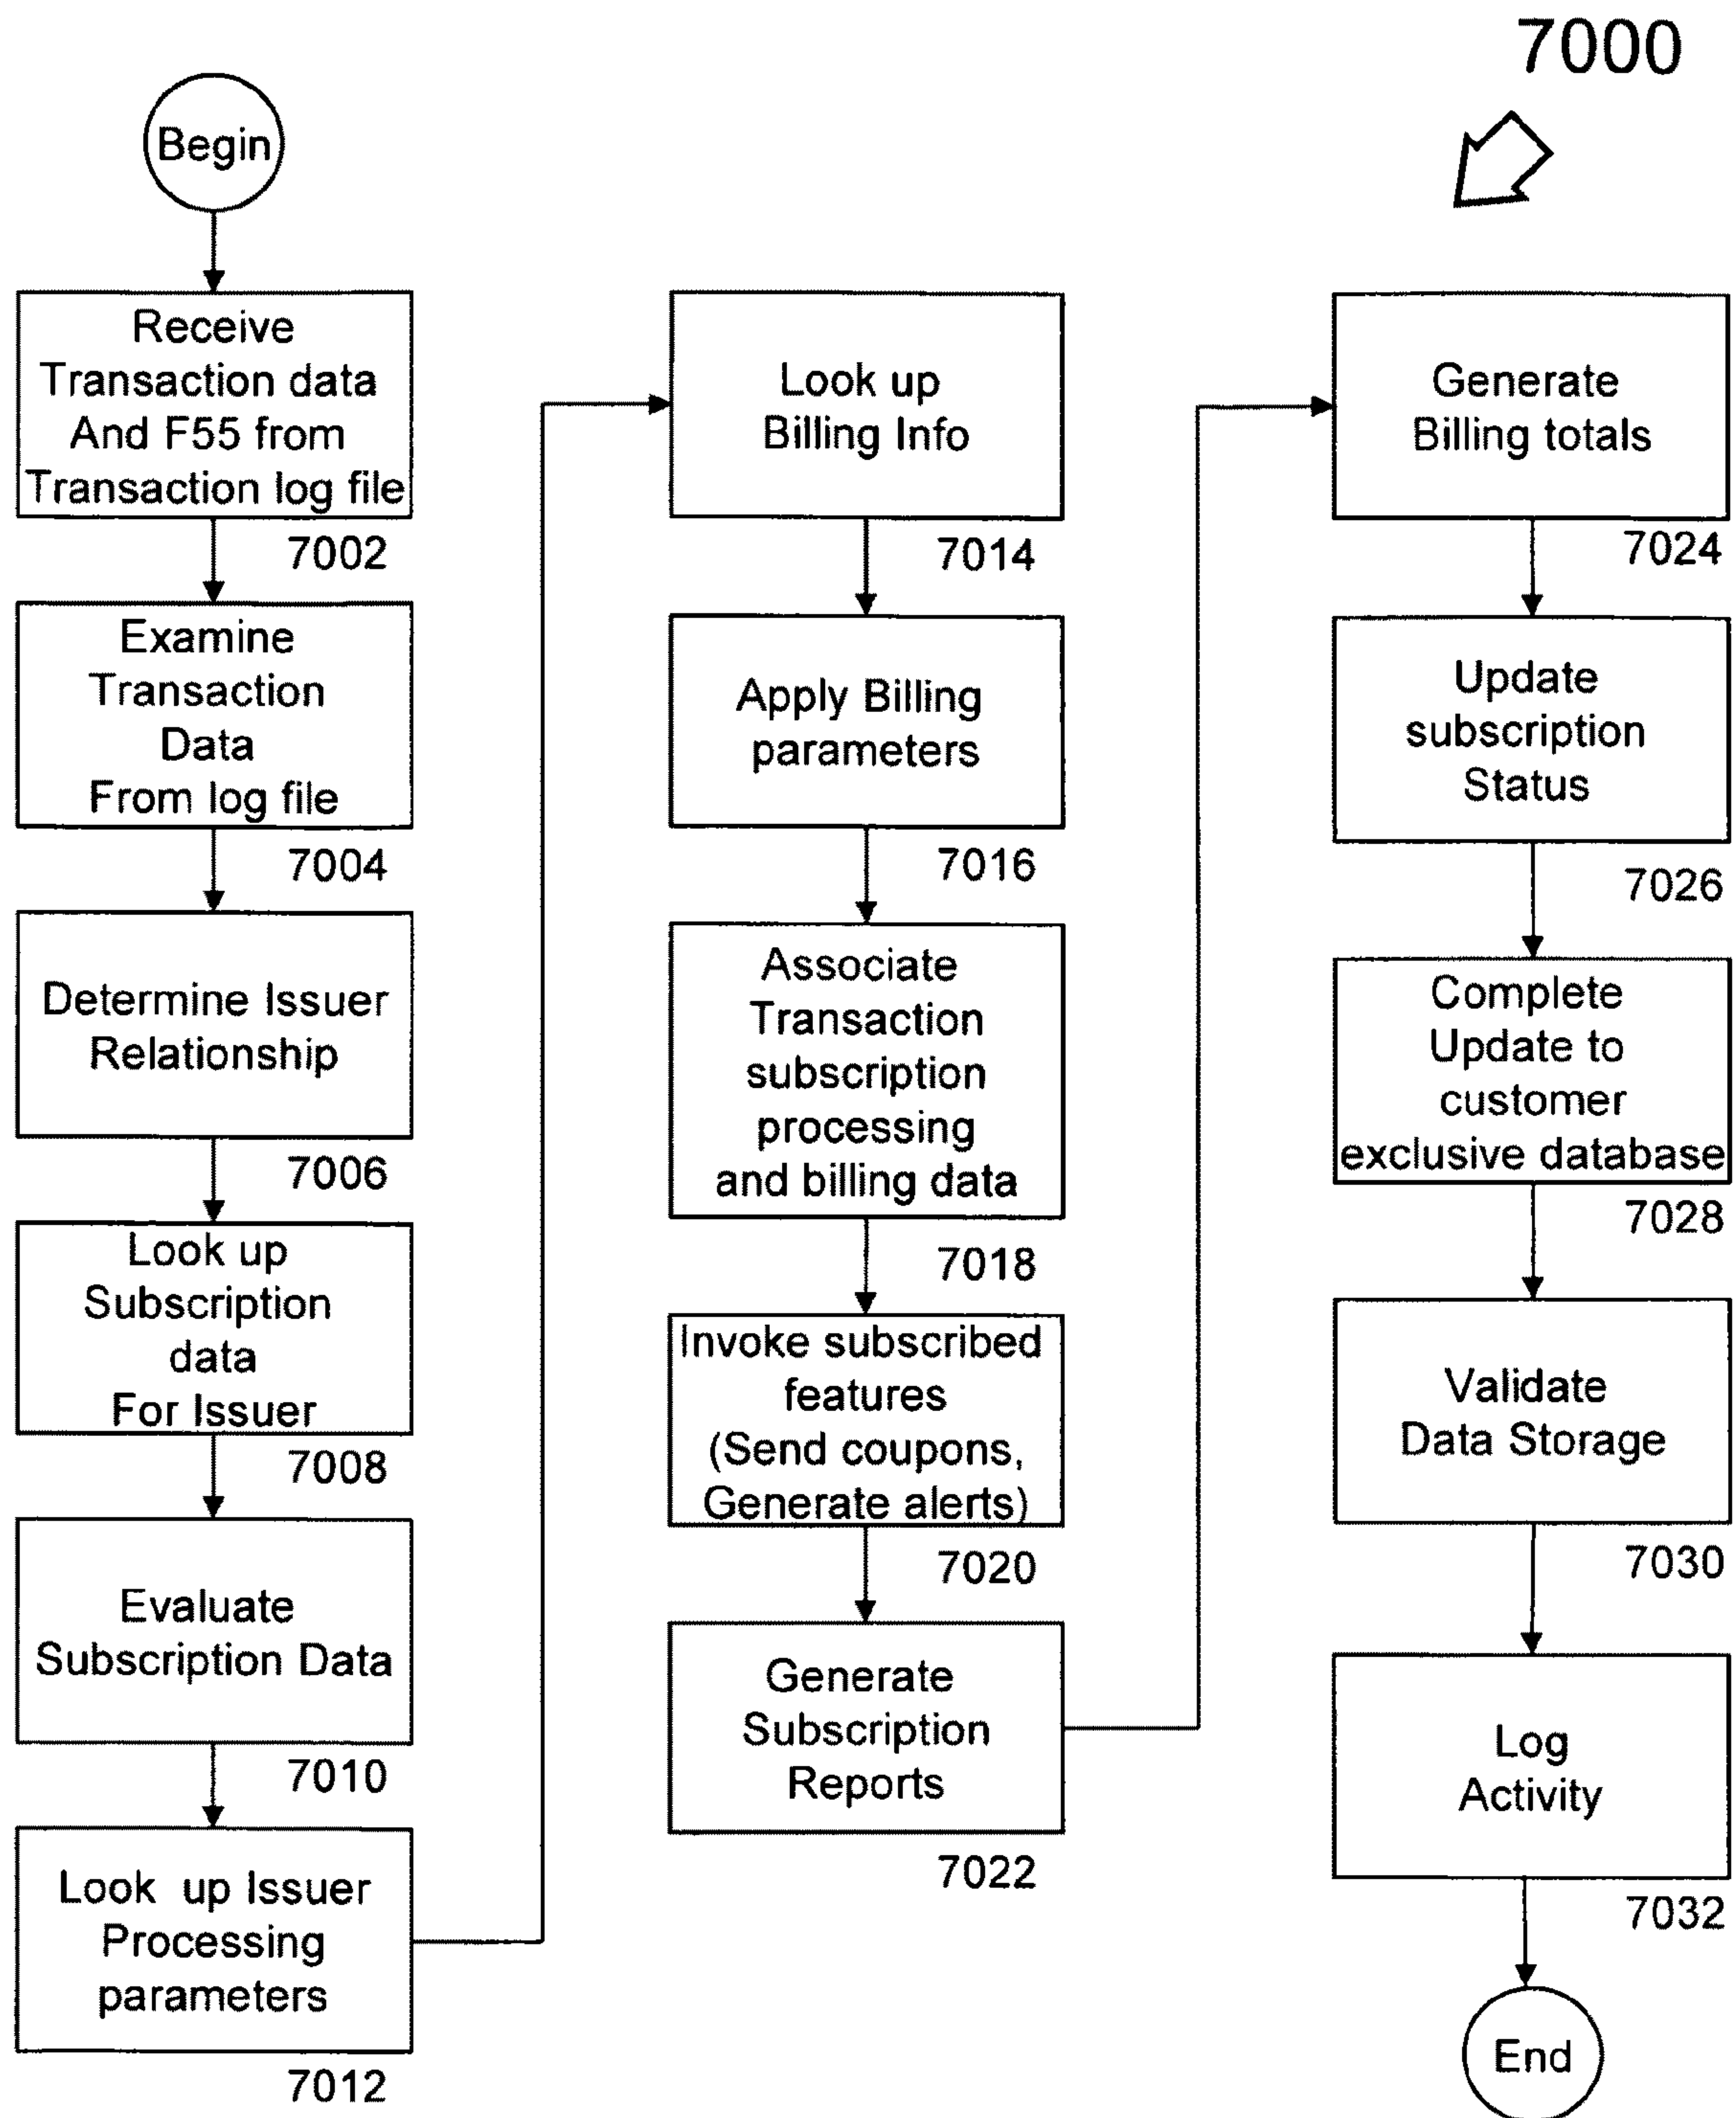 7000
Begin
Receive
Transaction data
And F55 from
Transaction log file
7002
Examine
Transaction
Data
From log file
7004
Determine Issuer
Relationship
7006
Look up
Subscription
data
For Issuer
7008
Evaluate
Subscription Data
7010
Look up Issuer
Processing
parameters
7012
Look up
Billing Info
7014
Apply Billing
parameters
7016
Associate
Transaction
subscription
processing
and billing data
7018
Invoke subscribed
features
(Send coupons,
Generate alerts)
7020
Generate
Subscription
Reports
7022
Generate
Billing totals
7024
Update
subscription
Status
7026
Complete
Update to
customer
exclusive database
7028
Validate
Data Storage
7030
Log
Activity
7032
End